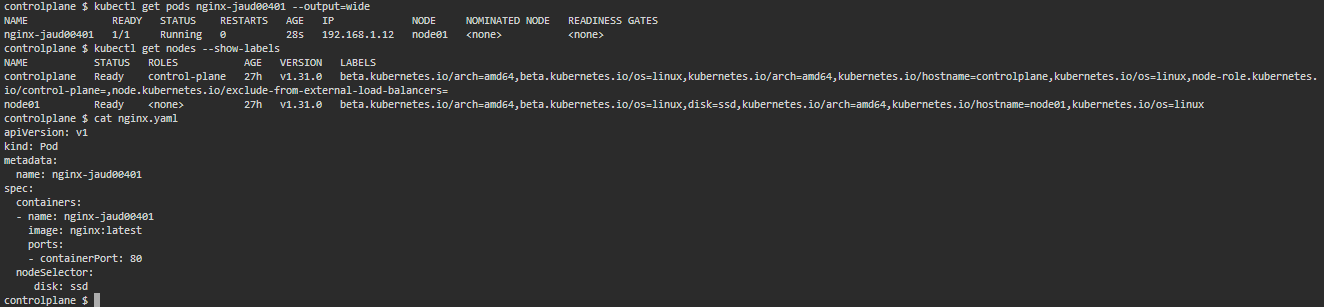 controlplane $ kubectl get pods nginx-jaud00401 --output=wide
NAME              READY   STATUS    RESTARTS   AGE   IP             NODE     NOMINATED NODE   READINESS GATES
nginx-jaud00401   1/1     Running   0          28s   192.168.1.12   node01   <none>           <none>
controlplane $ kubectl get nodes --show-labels
NAME           STATUS   ROLES           AGE   VERSION   LABELS
controlplane   Ready    control-plane   27h   v1.31.0   beta.kubernetes.io/arch=amd64,beta.kubernetes.io/os=linux,kubernetes.io/arch=amd64,kubernetes.io/hostname=controlplane,kubernetes.io/os=linux,node-role.kubernetes.
io/control-plane=,node.kubernetes.io/exclude-from-external-load-balancers=
node01         Ready    <none>          27h   v1.31.0   beta.kubernetes.io/arch=amd64,beta.kubernetes.io/os=linux,disk=ssd,kubernetes.io/arch=amd64,kubernetes.io/hostname=node01,kubernetes.io/os=linux
controlplane $ cat nginx.yaml
apiVersion: v1
kind: Pod
metadata:
  name: nginx-jaud00401
spec:
  containers:
  - name: nginx-jaud00401
    image: nginx:latest
    ports:
    - containerPort: 80
  nodeSelector:
     disk: ssd
controlplane $